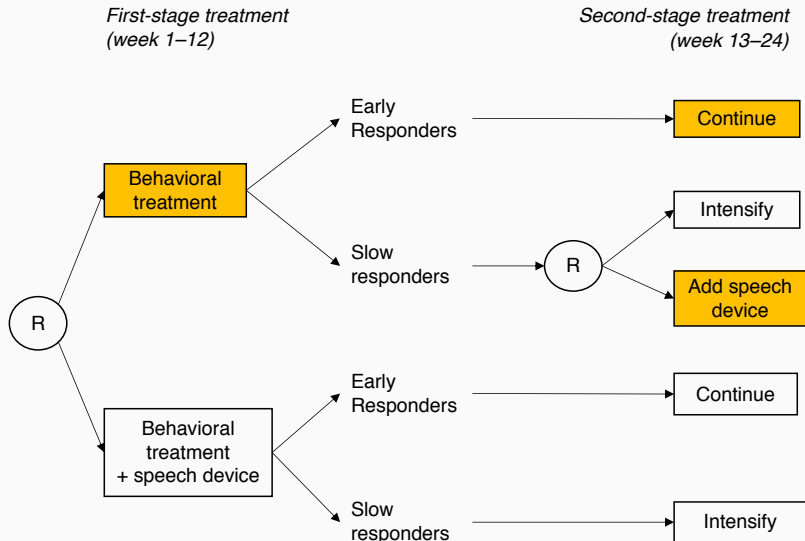 First-stage treatment
(week 1–12)
Second-stage treatment
(week 13–24)
Early
Responders
Continue
Behavioral
treatment
Intensify
Slow
responders
R
Add speech
device
R
Early
Responders
Continue
Behavioral
treatment
+ speech device
Slow
responders
Intensify